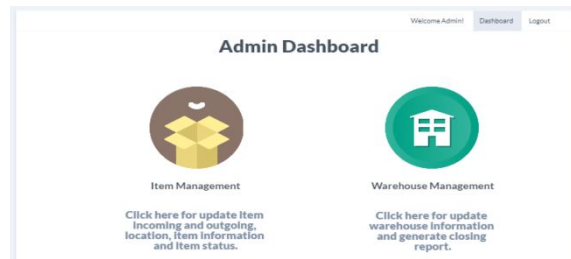 Welcome Admin! Dashboard Logout
Admin Dashboard
Item Management
Click here for update item
incoming and outgoing,
location, item information
and item status.
Warehouse Management
Click here for update
warehouse information
and generate closing
report.